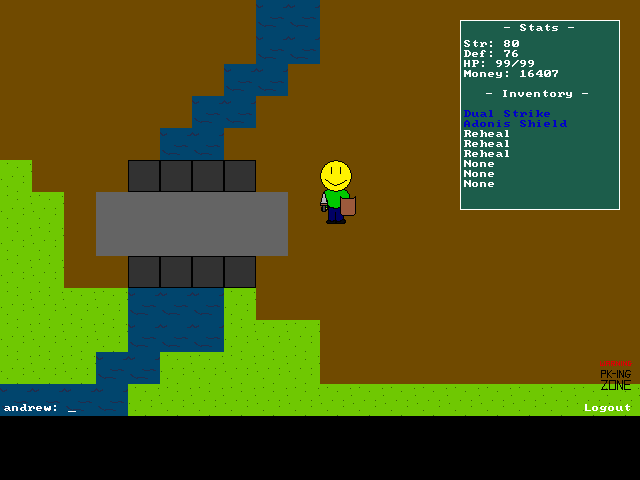 - Stats -
Str: 80
Def: 76
HP: 99/99
Money: 16407
- Inventory -
Dual Strike
Adonis Shield
Reheal
Reheal
Reheal
None
None
None
PK-ING
ZONE
andrew: _
Logout